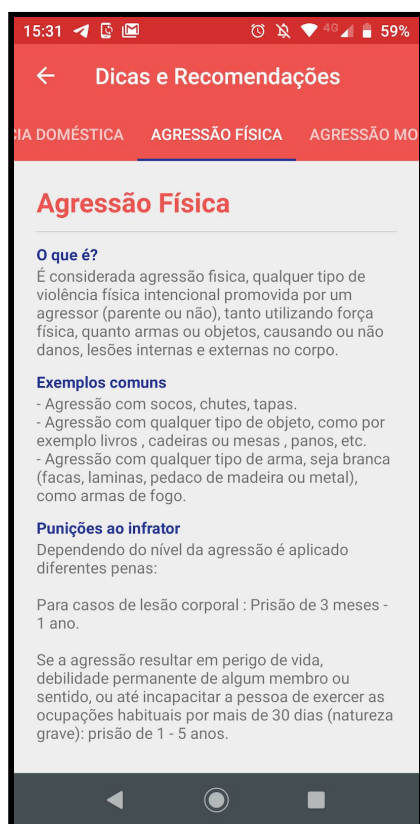 15:31 4G 59%
Dicas e Recomendações
IA DOMÉSTICA AGRESSÃO FÍSICA AGRESSÃO MO
Agressão Física
O que é?
É considerada agressão fisica, qualquer tipo de
violência física intencional promovida por um
agressor (parente ou não), tanto utilizando força
física, quanto armas ou objetos, causando ou não
danos, lesões internas e externas no corpo.
Exemplos comuns
- Agressão com socos, chutes, tapas.
- Agressão com qualquer tipo de objeto, como por
exemplo livros , cadeiras ou mesas , panos, etc.
- Agressão com qualquer tipo de arma, seja branca
(facas, laminas, pedaco de madeira ou metal),
como armas de fogo.
Punições ao infrator
Dependendo do nível da agressão é aplicado
diferentes penas:
Para casos de lesão corporal : Prisão de 3 meses -
1 ano.
Se a agressão resultar em perigo de vida,
debilidade permanente de algum membro ou
sentido, ou até incapacitar a pessoa de exercer as
ocupações habituais por mais de 30 dias (natureza
grave): prisão de 1 - 5 anos.